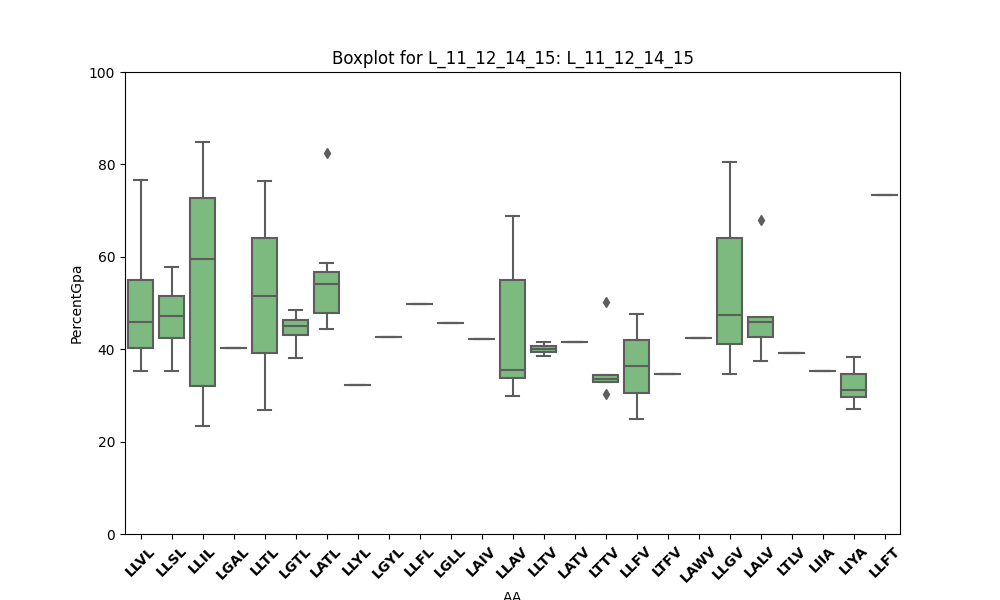 Boxplot for L_11_12_14_15: L_11_12_14_15
PercentGpa
100
80
60
40
20
0
LLVL
LLSL
LLIL
LGAL
LLTL
LGTL
LATL
LLYL
LGYL
LLFL
LGLL
LAIV
LLAV
LLTV
LATV
LTTV
LLFV
LTFV
LAWV
LLGV
LALV
LTLV
LIIA
LIYA
LLFT
AA